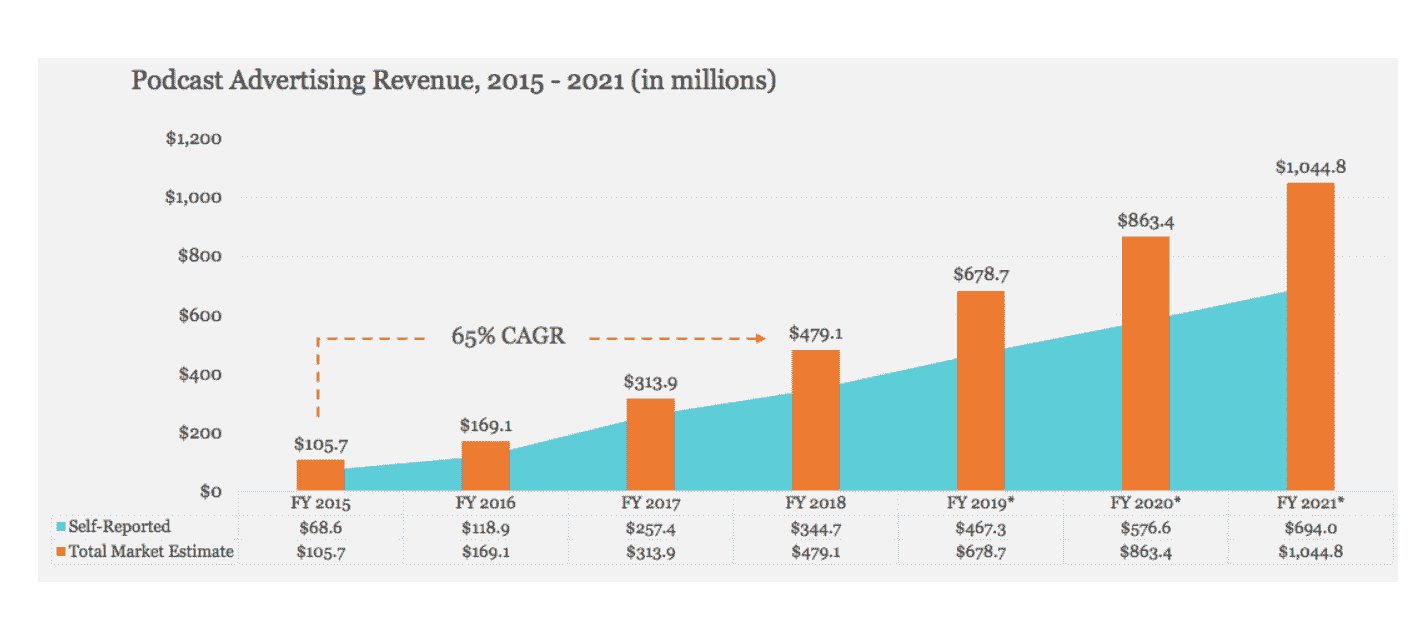 Podcast Advertising Revenue, 2015 - 2021 (in millions)
$1,200
$1,000
$800
$600
$400
$200
$0
65% CAGR
$105.7
$169.1
$313.9
$479.1
$678.7
$863.4
$1,044.8
FY 2015 FY 2016 FY 2017 FY 2018 FY 2019* FY 2020* FY 2021*
Self-Reported $68.6 $118.9 $257.4 $344.7 $467.3 $576.6 $694.0
Total Market Estimate $105.7 $169.1 $313.9 $479.1 $678.7 $863.4 $1,044.8